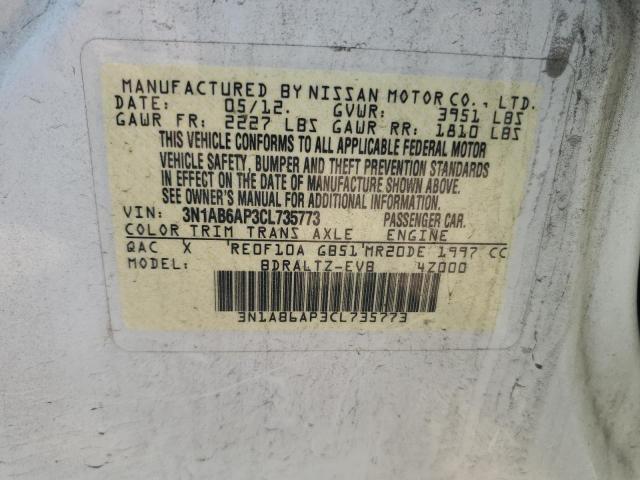 MANUFACTURED BY NISSAN MOTOR CO., LTD.
DATE: 05/12. GVWR: 3951 LBS
GAWR FR: 2227 LBS GAWR RR: 1810 LBS
THIS VEHICLE CONFORMS TO ALL APPLICABLE FEDERAL MOTOR
VEHICLE SAFETY, BUMPER AND THEFT PREVENTION STANDARDS
IN EFFECT ON THE DATE OF MANUFACTURE SHOWN ABOVE.
SEE OWNER'S MANUAL FOR ADDITIONAL INFORMATION.
VIN: 3N1AB6AP3CL735773 PASSENGER CAR.
COLOR TRIM TRANS AXLE ENGINE
QAC X 'RE0F10A GB51'MR20DE 1997 CC
MODEL: BDRALTZ-EVB 4Z000
3N1AB6AP3CL735773